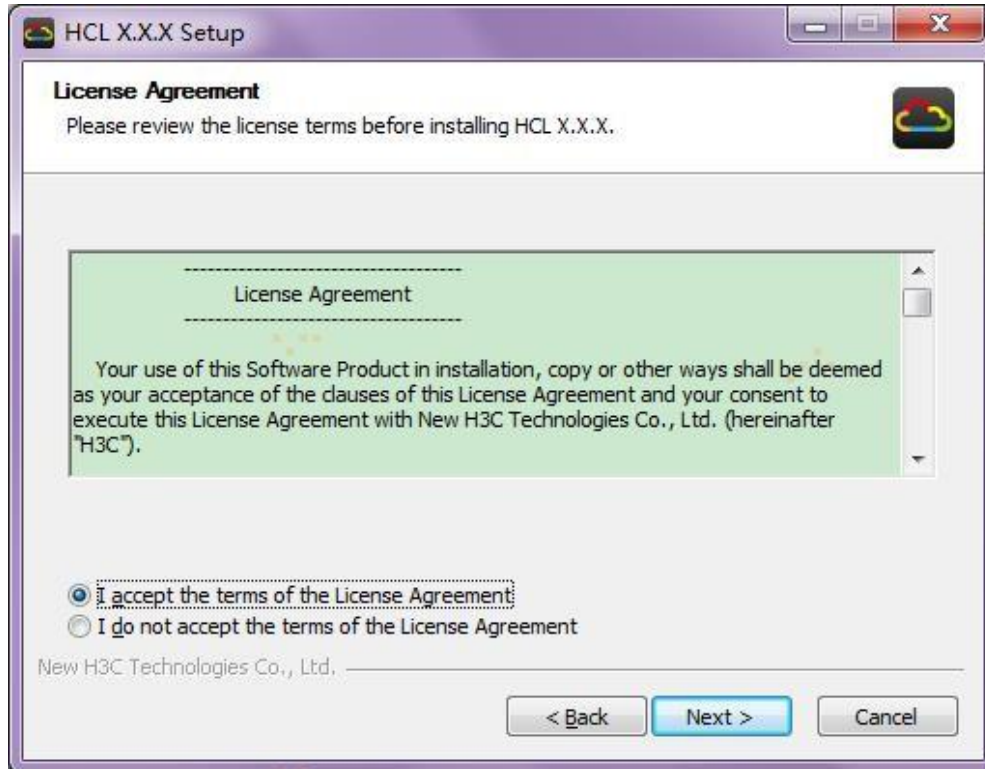 HCL X.X.X Setup
License Agreement
Please review the license terms before installing HCL X.X.X.
------------------------------------
License Agreement
------------------------------------
Your use of this Software Product in installation, copy or other ways shall be deemed
as your acceptance of the clauses of this License Agreement and your consent to
execute this License Agreement with New H3C Technologies Co., Ltd. (hereinafter
"H3C").
I accept the terms of the License Agreement
I do not accept the terms of the License Agreement
New H3C Technologies Co., Ltd.
< Back Next > Cancel